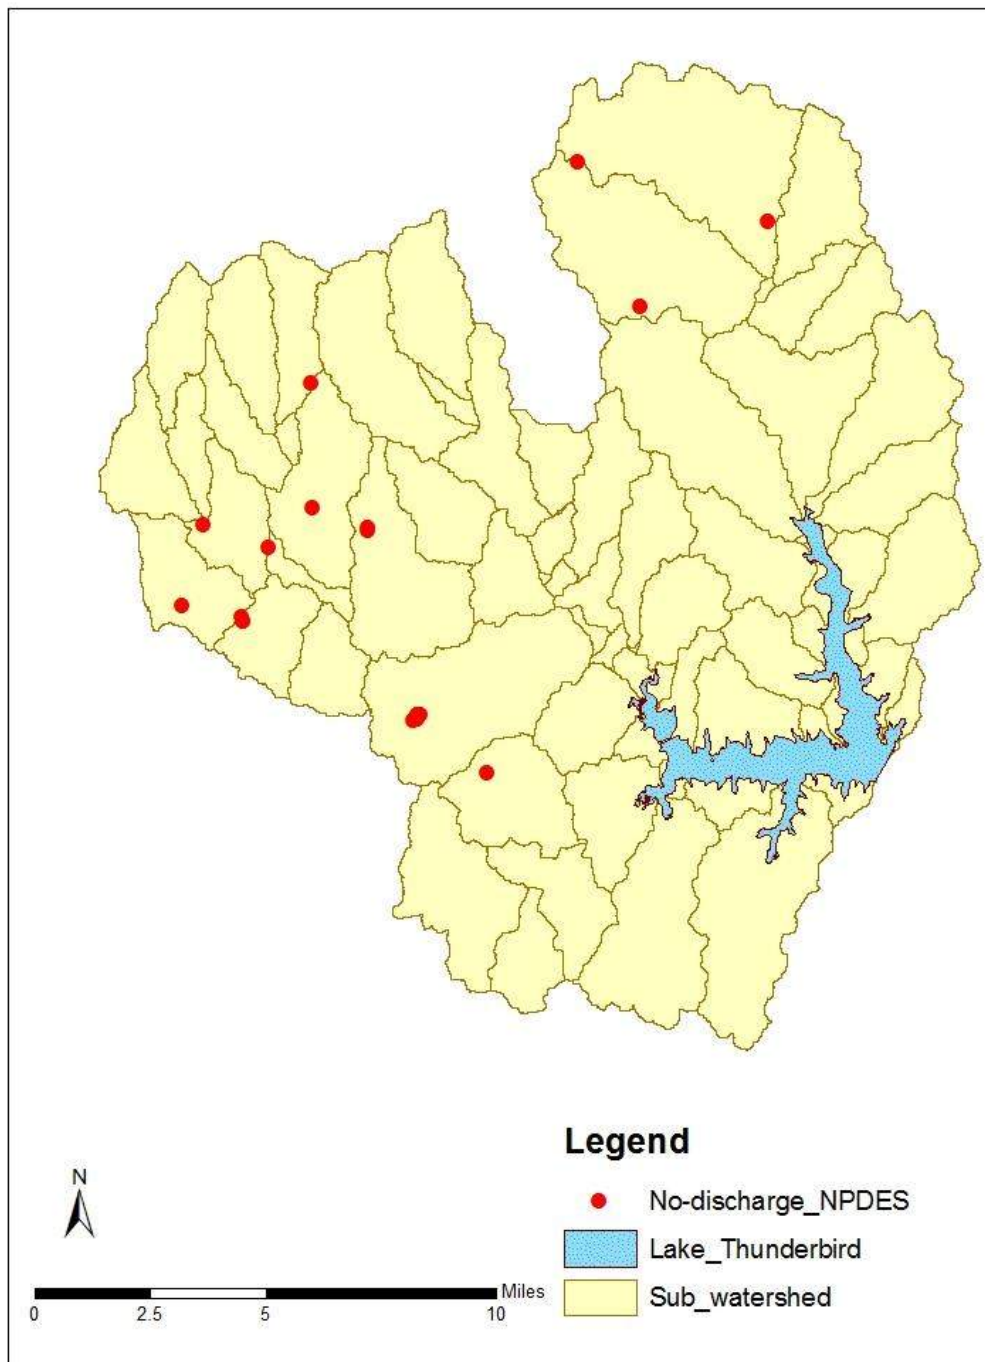 Legend
N
No-discharge_NPDES
Lake_Thunderbird
Sub_watershed
Miles
0 2.5 5 10